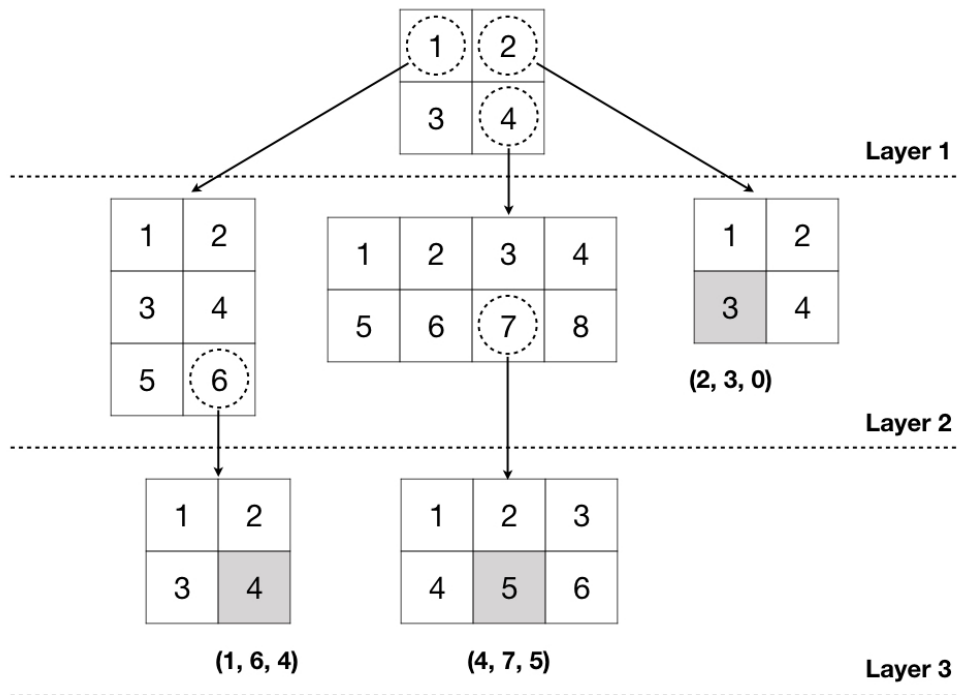 1 2
3 4
Layer 1
1 2
3 4
5 6
1 2 3 4
5 6 7 8
1 2
3 4
(2, 3, 0)
Layer 2
1 2
3 4
(1, 6, 4)
1 2 3
4 5 6
(4, 7, 5)
Layer 3